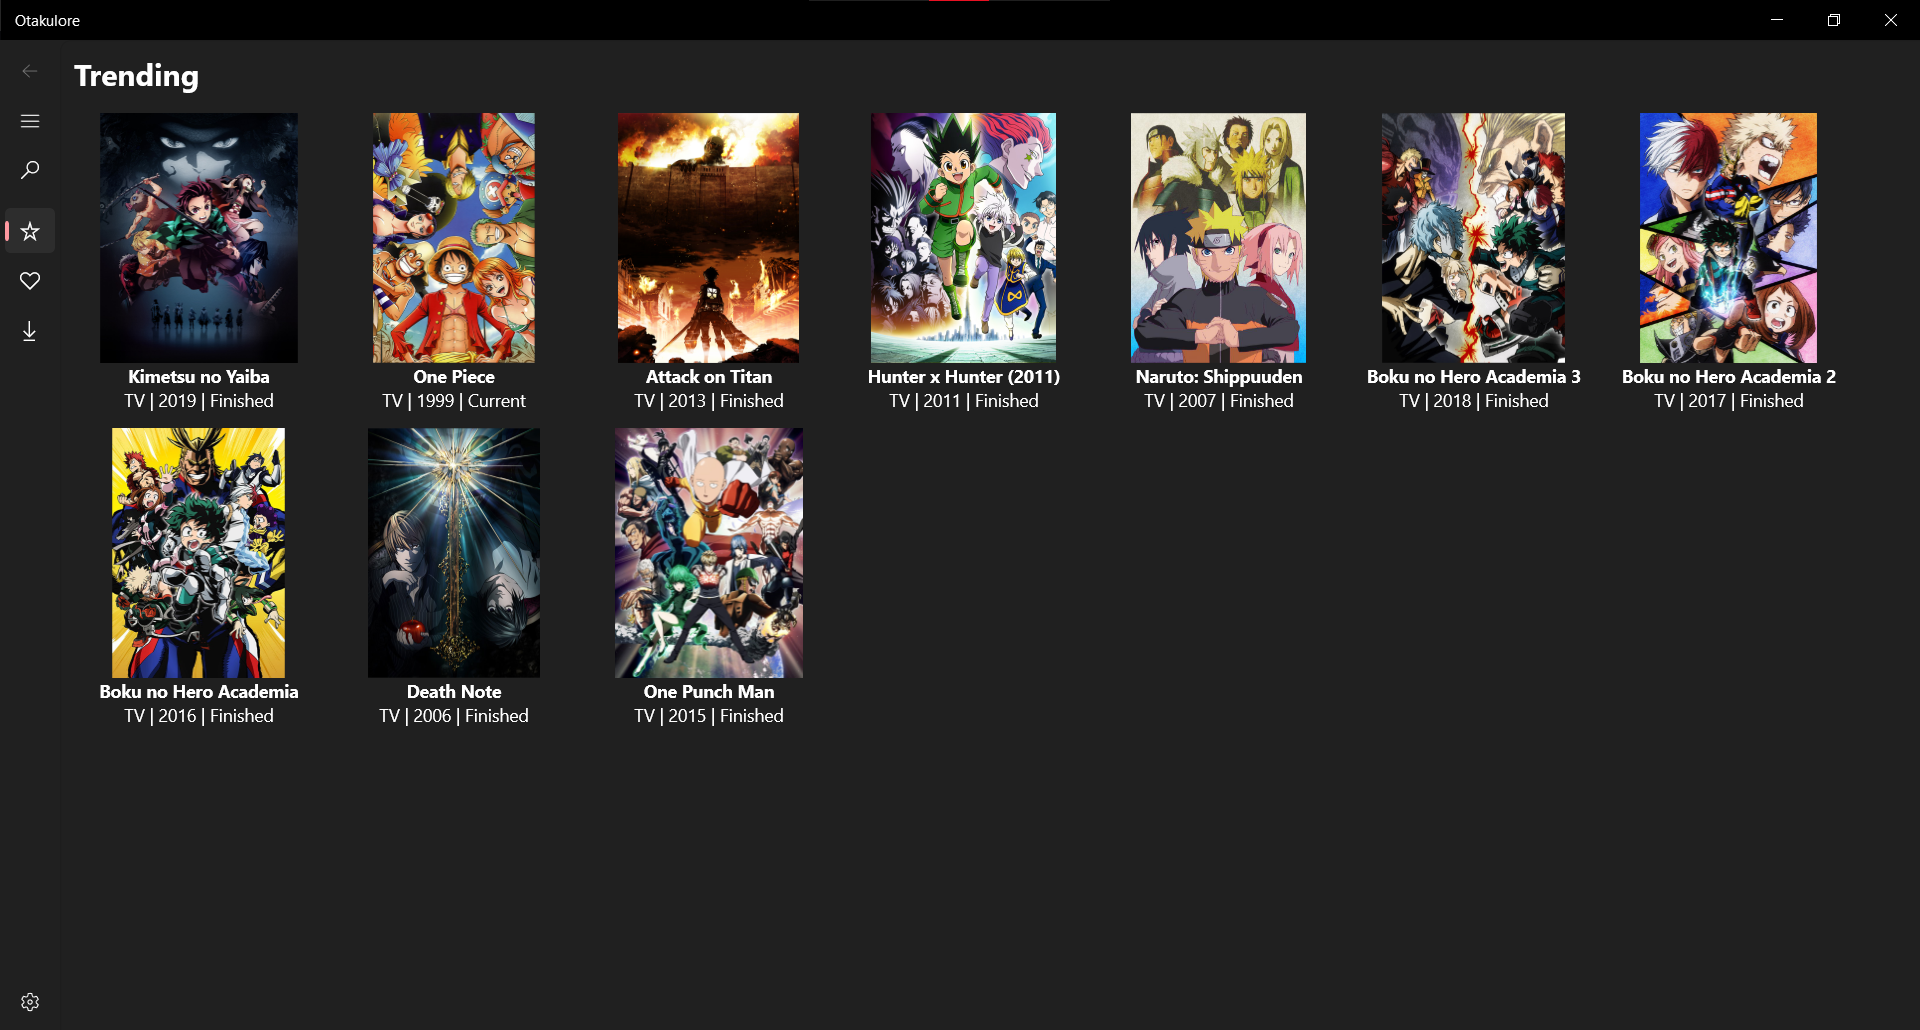 Otakulore
Trending
Kimetsu no Yaiba
TV | 2019 | Finished
One Piece
TV | 1999 | Current
Attack on Titan
TV | 2013 | Finished
Hunter x Hunter (2011)
TV | 2011 | Finished
Naruto: Shippuuden
TV | 2007 | Finished
Boku no Hero Academia 3
TV | 2018 | Finished
Boku no Hero Academia 2
TV | 2017 | Finished
Boku no Hero Academia
TV | 2016 | Finished
Death Note
TV | 2006 | Finished
One Punch Man
TV | 2015 | Finished